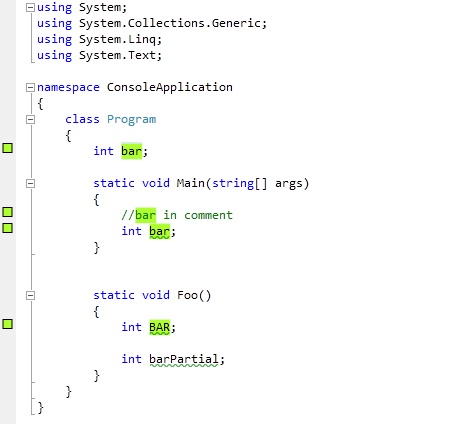 using System;
using System.Collections.Generic;
using System.Linq;
using System.Text;
namespace ConsoleApplication
{
class Program
{
int bar;
static void Main(string[] args)
{
//bar in comment
int bar;
}
static void Foo()
{
int BAR;
int barPartial;
}
}
}